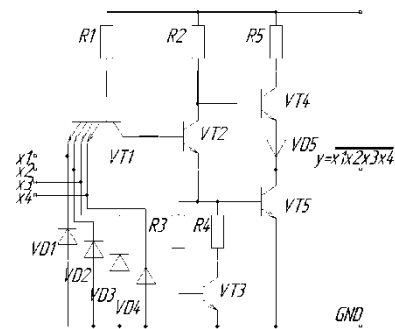 R1
R2
R5
VT4
VT1
VT2
VD5
y=x1x2x3x4
x1
x2
x3
x4
VT5
R3
R4
VD1
VD2
VD3
VD4
VT3
GND